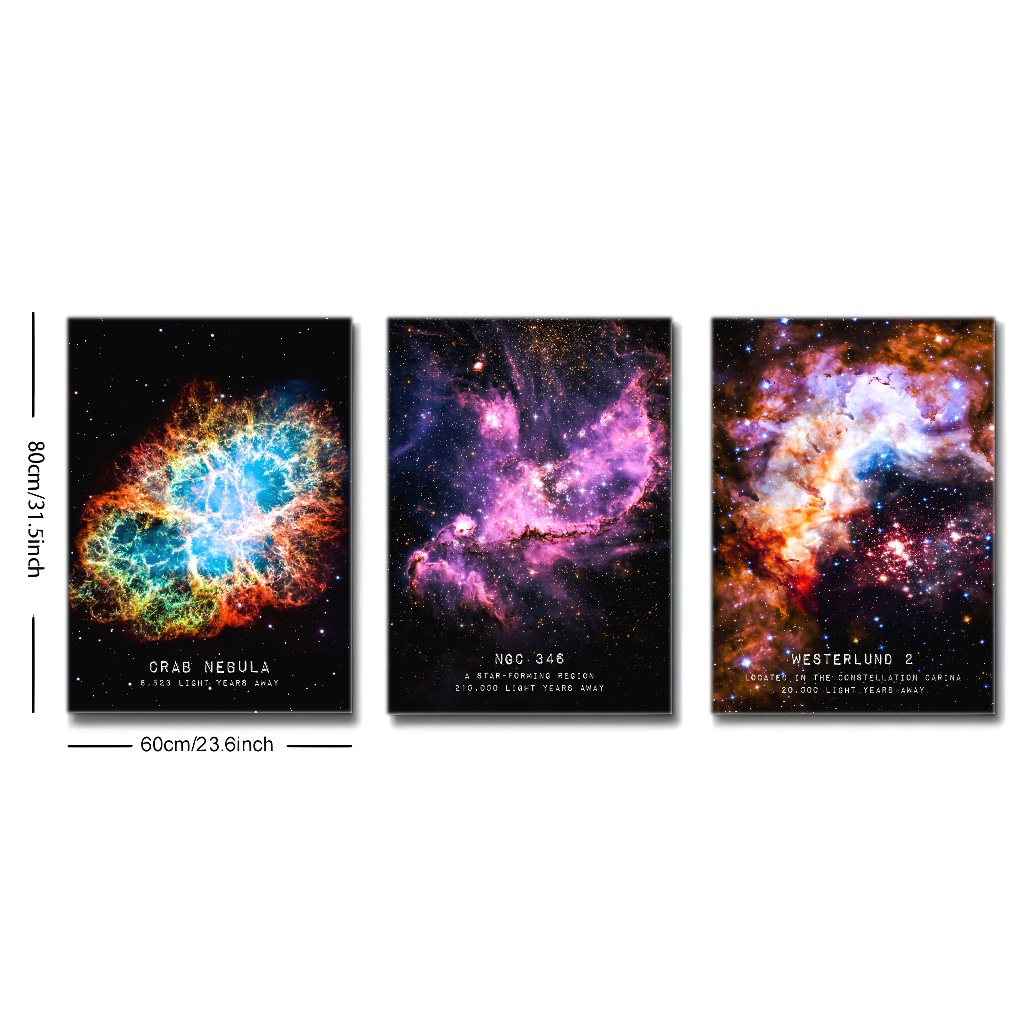 80cm/31.5inch
CRAB NEBULA
6.523 LIGHT YEARS AWAY
60cm/23.6inch
NGC 346
A STAR-FORMING REGION
210.000 LIGHT YEARS AWAY
WESTERLUND 2
LOCATED IN THE CONSTELLATION CARINA
20.000 LIGHT YEARS AWAY